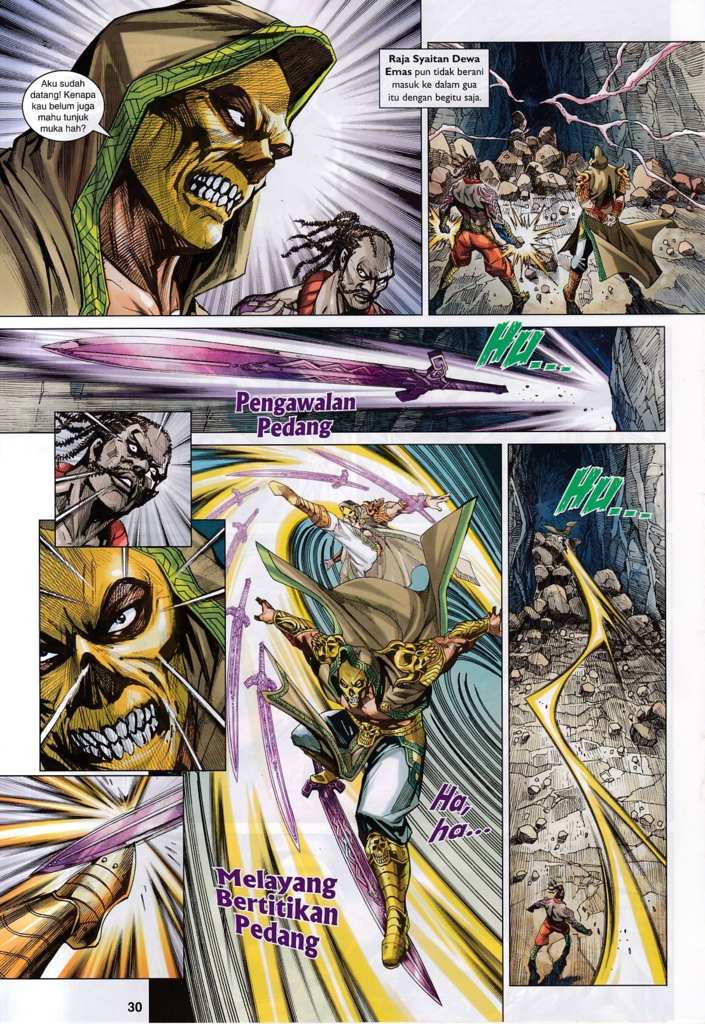 Aku sudah
datang! Kenapa
kau belum juga
mahu tunjuk
muka hah?
Raja Syaitan Dewa
Emas pun tidak berani
masuk ke dalam gua
itu dengan begitu saja.
HU...
Pengawalan
Pedang
HU...
Ha,
ha...
Melayang
Bertitikan
Pedang
30